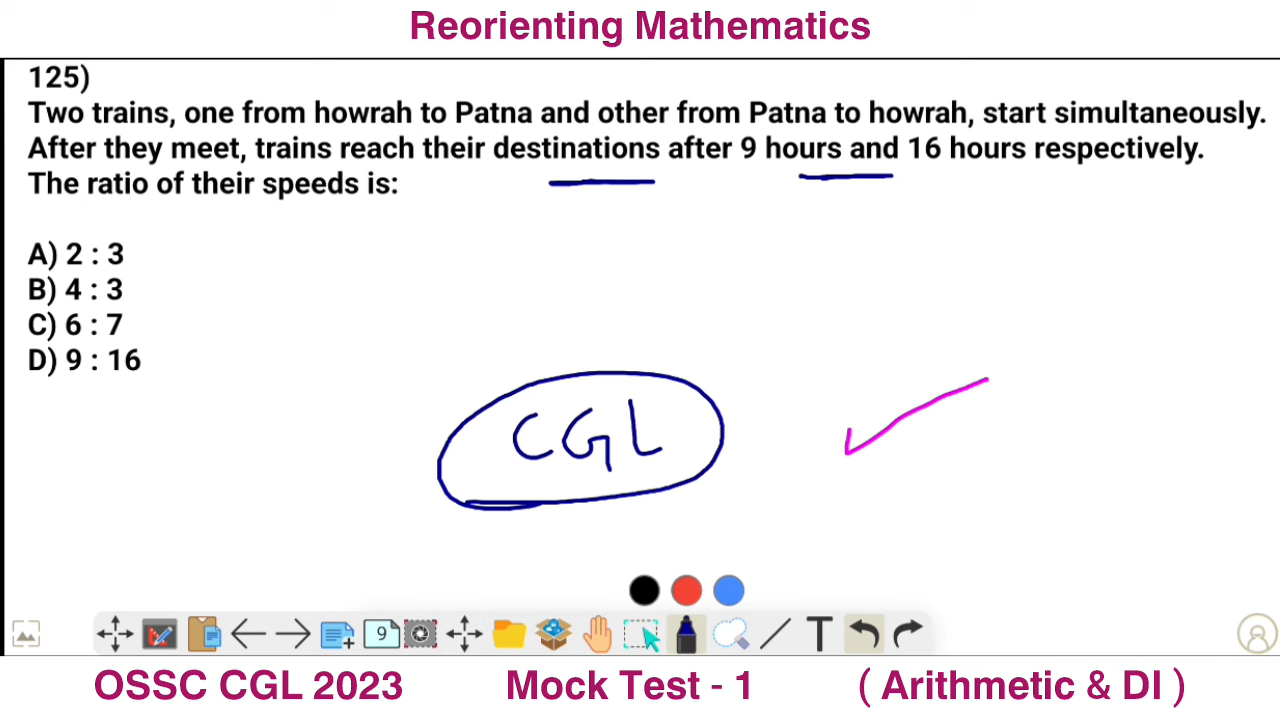 Reorienting Mathematics
125)
Two trains, one from howrah to Patna and other from Patna to howrah, start simultaneously.
After they meet, trains reach their destinations after 9 hours and 16 hours respectively.
The ratio of their speeds is:
A) 2 : 3
B) 4 : 3
C) 6 : 7
D) 9 : 16
CGL
9
T
OSSC CGL 2023 Mock Test - 1 ( Arithmetic & DI )